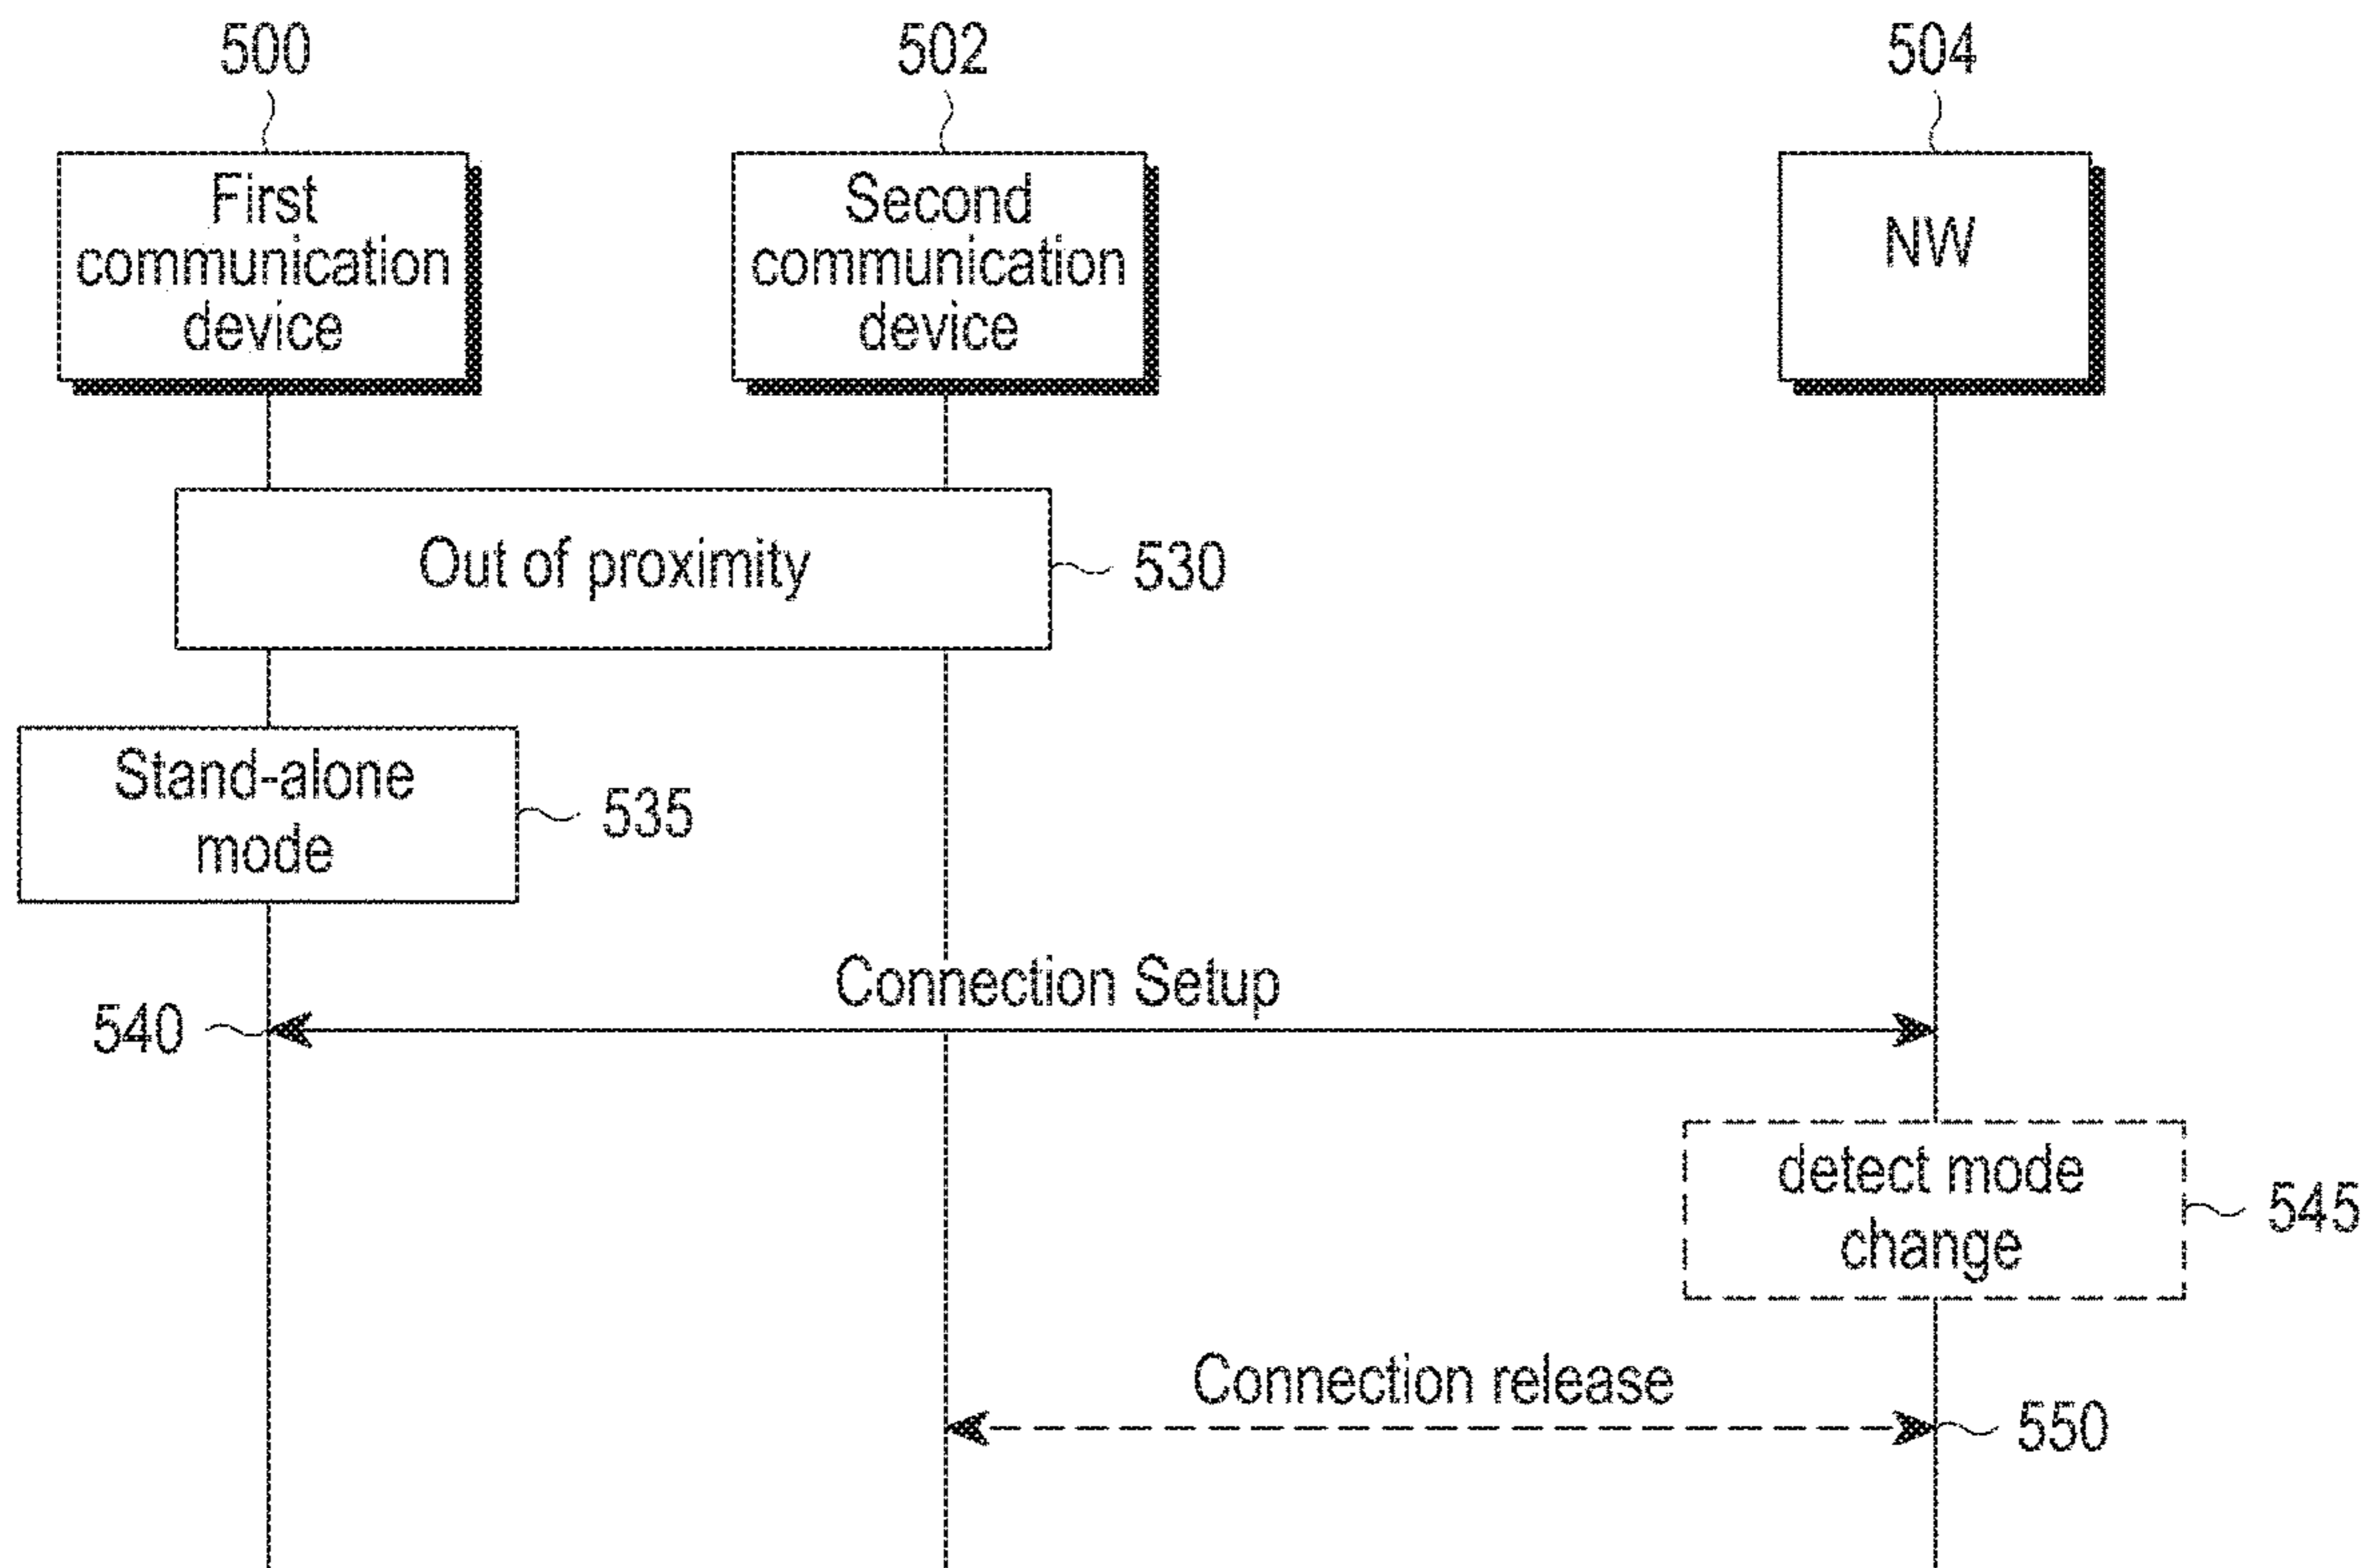 500
502
504
First
communication
device
Second
communication
device
NW
Out of proximity
530
Stand-alone
mode
535
Connection Setup
540
detect mode
change
545
Connection release
550